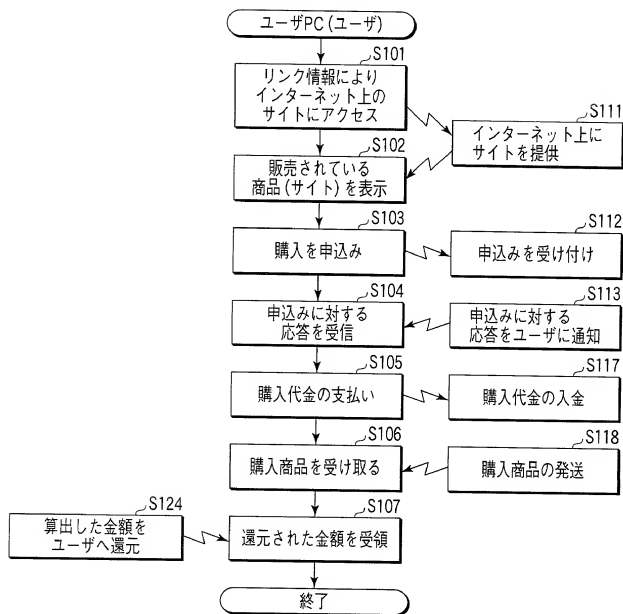 ユーザPC(ユーザ)
S101
リンク情報により
インターネット上の
サイトにアクセス
S111
インターネット上に
サイトを提供
S102
販売されている
商品(サイト)を表示
S103
購入を申込み
S112
申込みを受け付け
S104
申込みに対する
応答を受信
S113
申込みに対する
応答をユーザに通知
S105
購入代金の支払い
S117
購入代金の入金
S106
購入商品を受け取る
S118
購入商品の発送
S124
算出した金額を
ユーザへ還元
S107
還元された金額を受領
終了